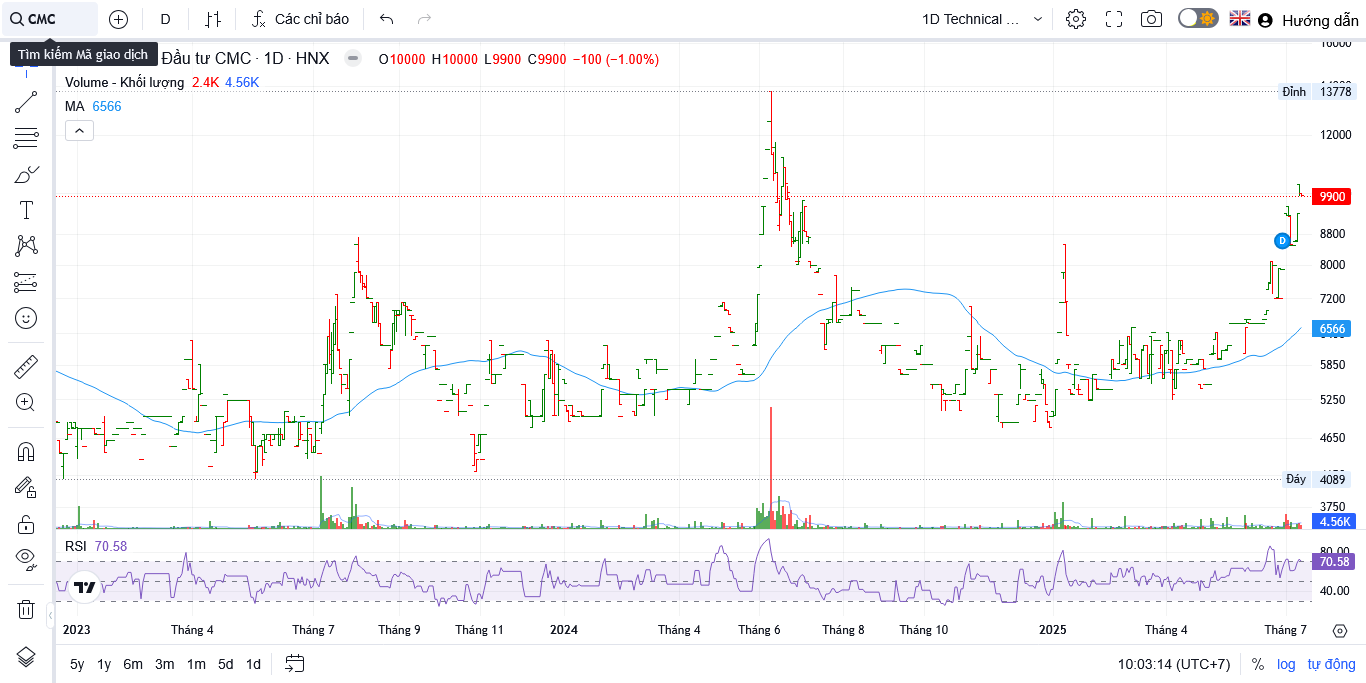 CMC
D
Các chỉ báo
1D Technical ...
Hướng dẫn
Tìm kiếm Mã giao dịch
Đầu tư CMC · 1D · HNX
O10000 H10000 L9900 C9900 −100 (−1.00%)
Volume - Khối lượng 2.4K 4.56K
MA 6566
16000
Đỉnh 13778
12000
9900
8800
D
8000
7200
6566
5850
5250
4650
Đáy 4089
3750
4.56K
RSI 70.58
80.00
70.58
40.00
2023 Tháng 4 Tháng 7 Tháng 9 Tháng 11 2024 Tháng 4 Tháng 6 Tháng 8 Tháng 10 2025 Tháng 4 Tháng 7
5y 1y 6m 3m 1m 5d 1d
10:03:14 (UTC+7) % log tự động